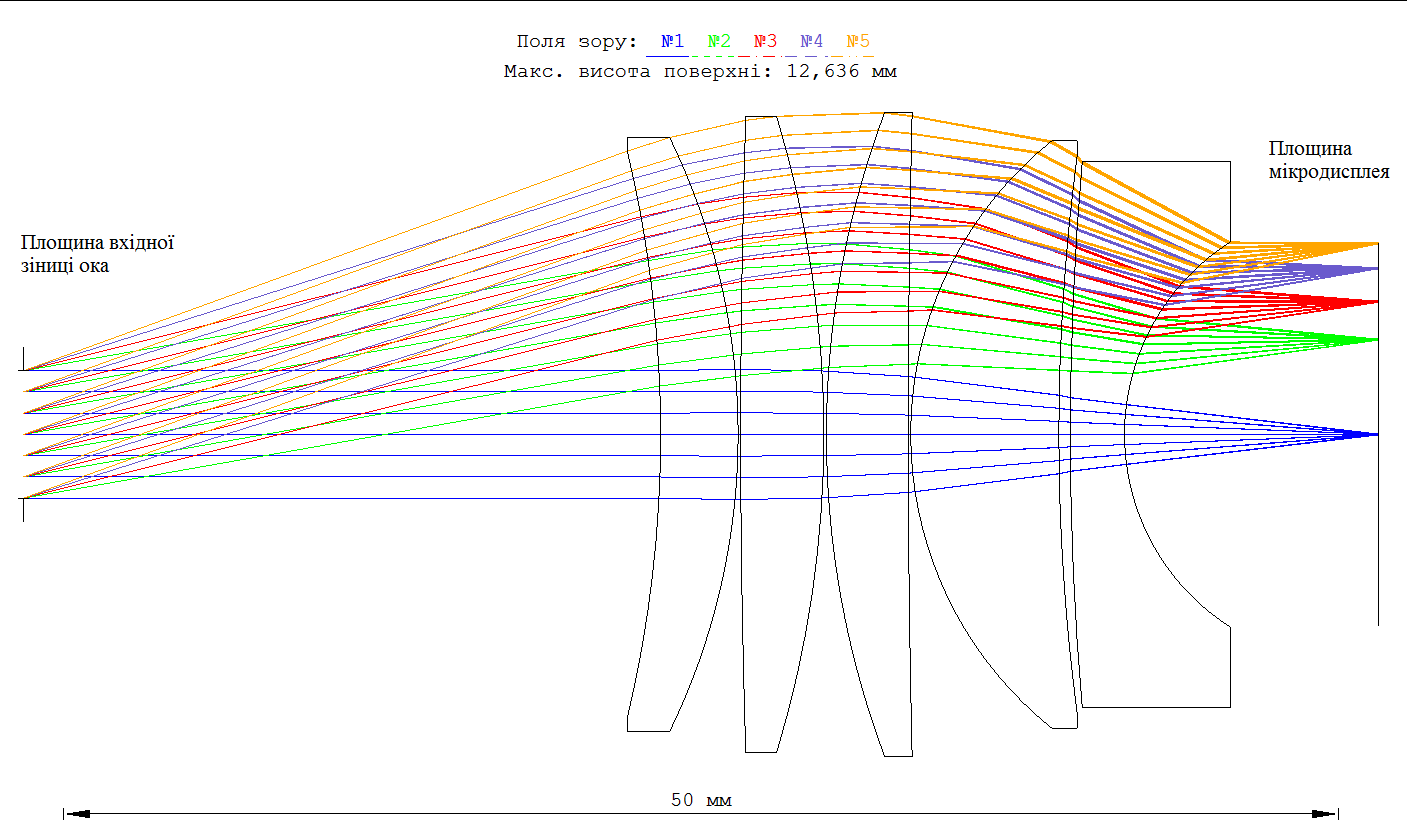 Поля зору: №1 №2 №3 №4 №5
Макс. висота поверхні: 12,636 мм
Площина
мікродисплея
Площина вхідної
зіниці ока
50 мм